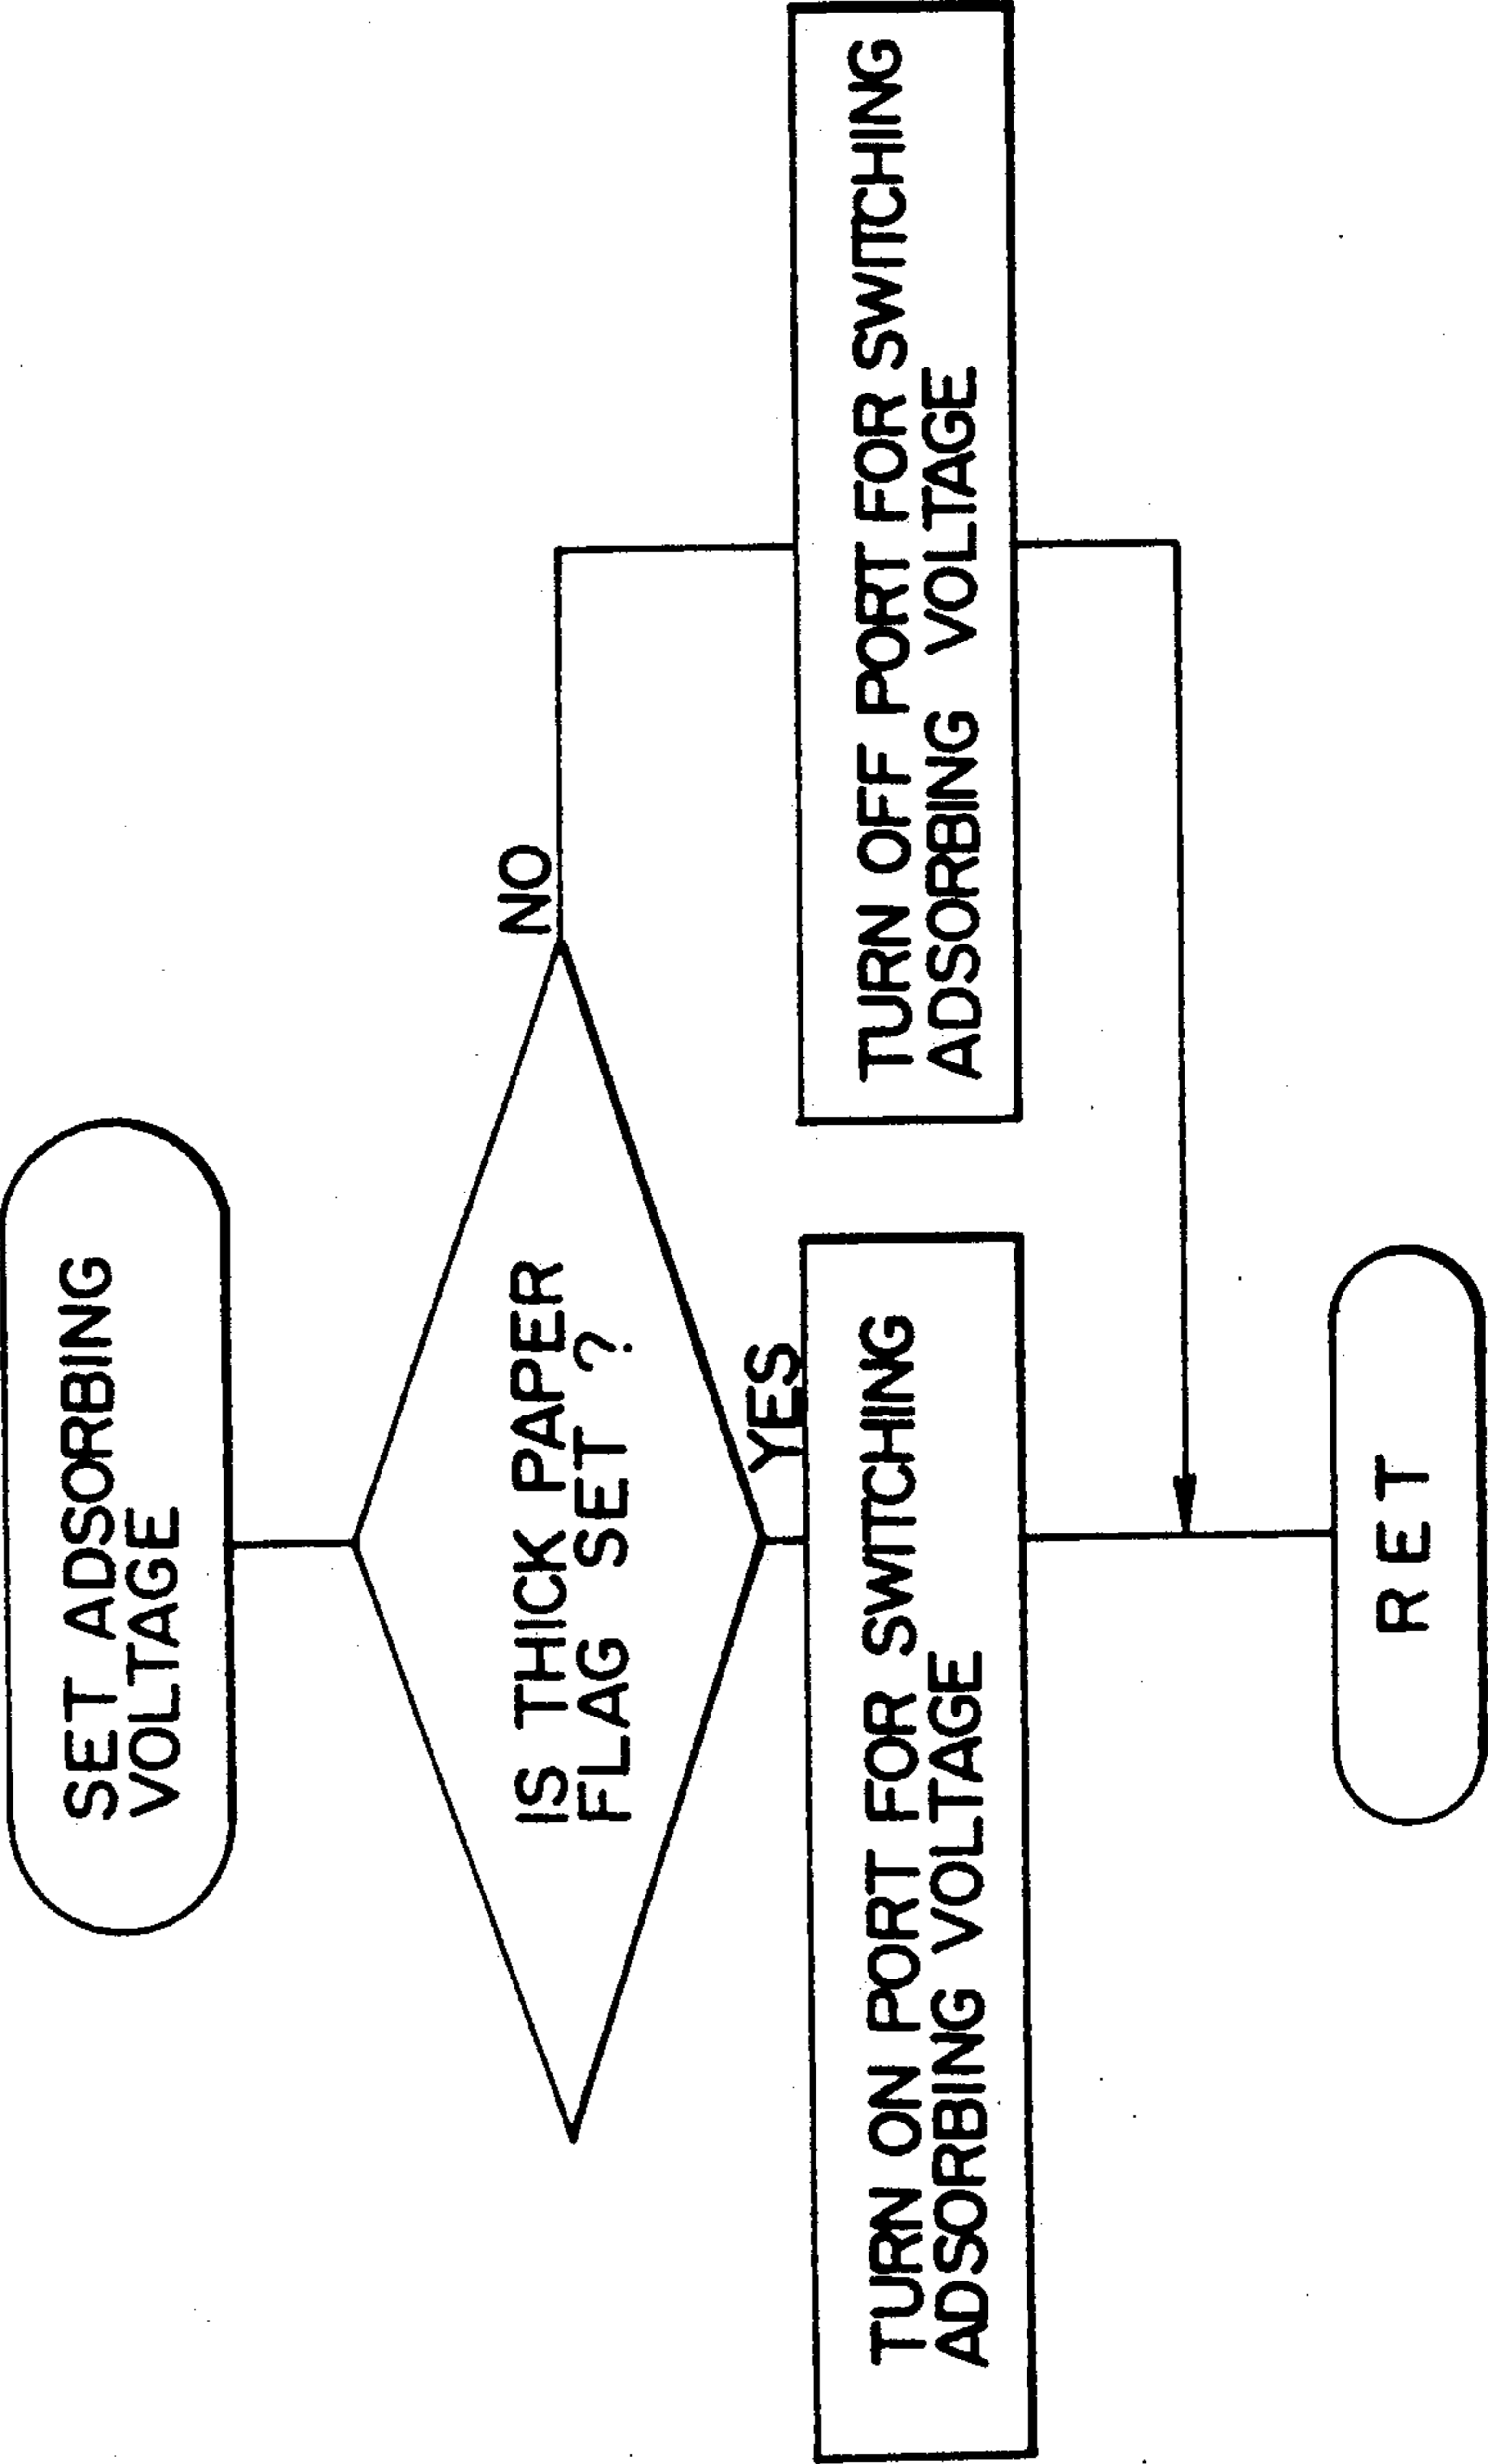 SET ADSORBING
VOLTAGE
IS THICK PAPER
FLAG SET ?
NO
YES
TURN ON PORT FOR SWITCHING
ADSORBING VOLTAGE
TURN OFF PORT FOR SWITCHING
ADSORBING VOLTAGE
RET